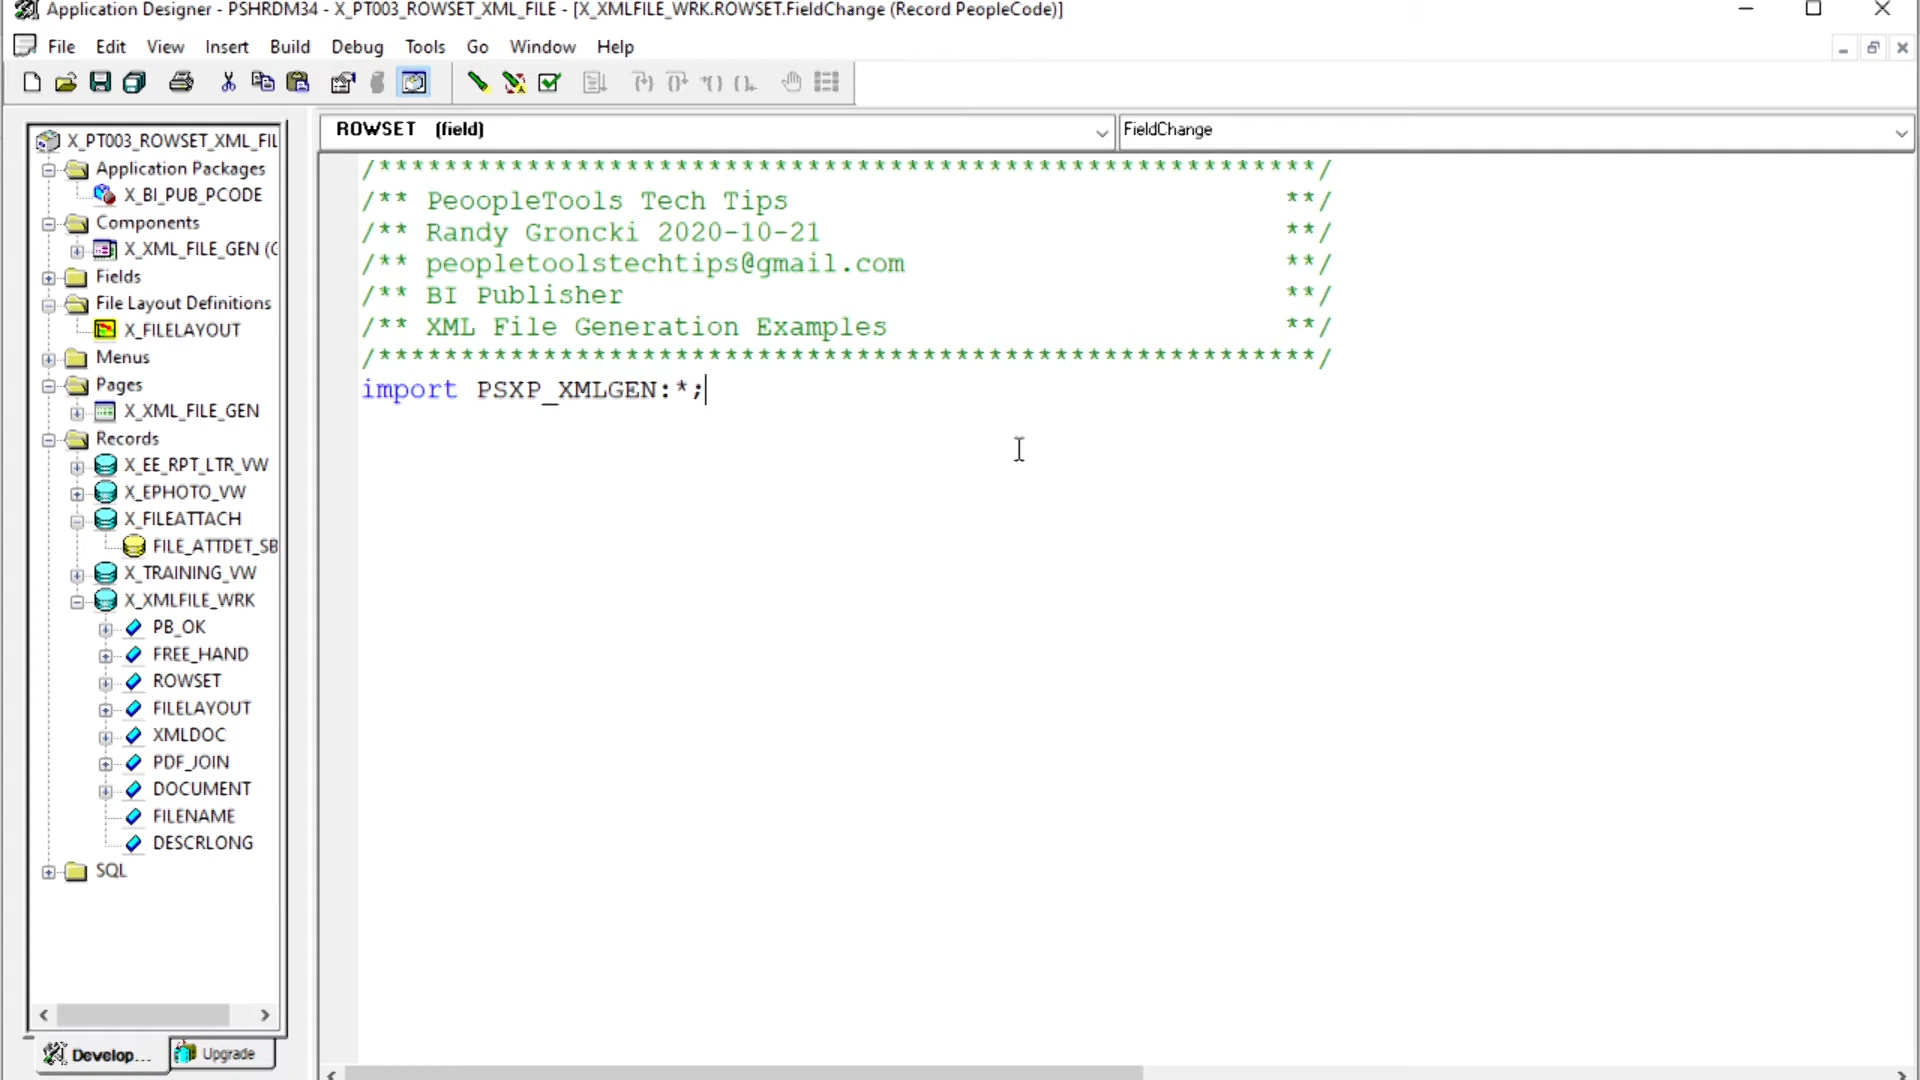 Application Designer - PSHRDM34 - X_PT003_ROWSET_XML_FILE - [X_XMLFILE_WRK.ROWSET.FieldChange (Record PeopleCode)]
File Edit View Insert Build Debug Tools Go Window Help
ROWSET (field)
FieldChange
X_PT003_ROWSET_XML_FIL
Application Packages
X_BI_PUB_PCODE
Components
X_XML_FILE_GEN (G
Fields
File Layout Definitions
X_FILELAYOUT
Menus
Pages
X_XML_FILE_GEN
Records
X_EE_RPT_LTR_VW
X_EPHOTO_VW
X_FILEATTACH
FILE_ATTDET_SB
X_TRAINING_VW
X_XMLFILE_WRK
PB_OK
FREE_HAND
ROWSET
FILELAYOUT
XMLDOC
PDF_JOIN
DOCUMENT
FILENAME
DESCRLONG
SQL
Develop...
Upgrade
/**********************************************************/
/** PeoopleTools Tech Tips **/
/** Randy Groncki 2020-10-21 **/
/** peopletoolstechtips@gmail.com **/
/** BI Publisher **/
/** XML File Generation Examples **/
/**********************************************************/
import PSXP_XMLGEN:*;